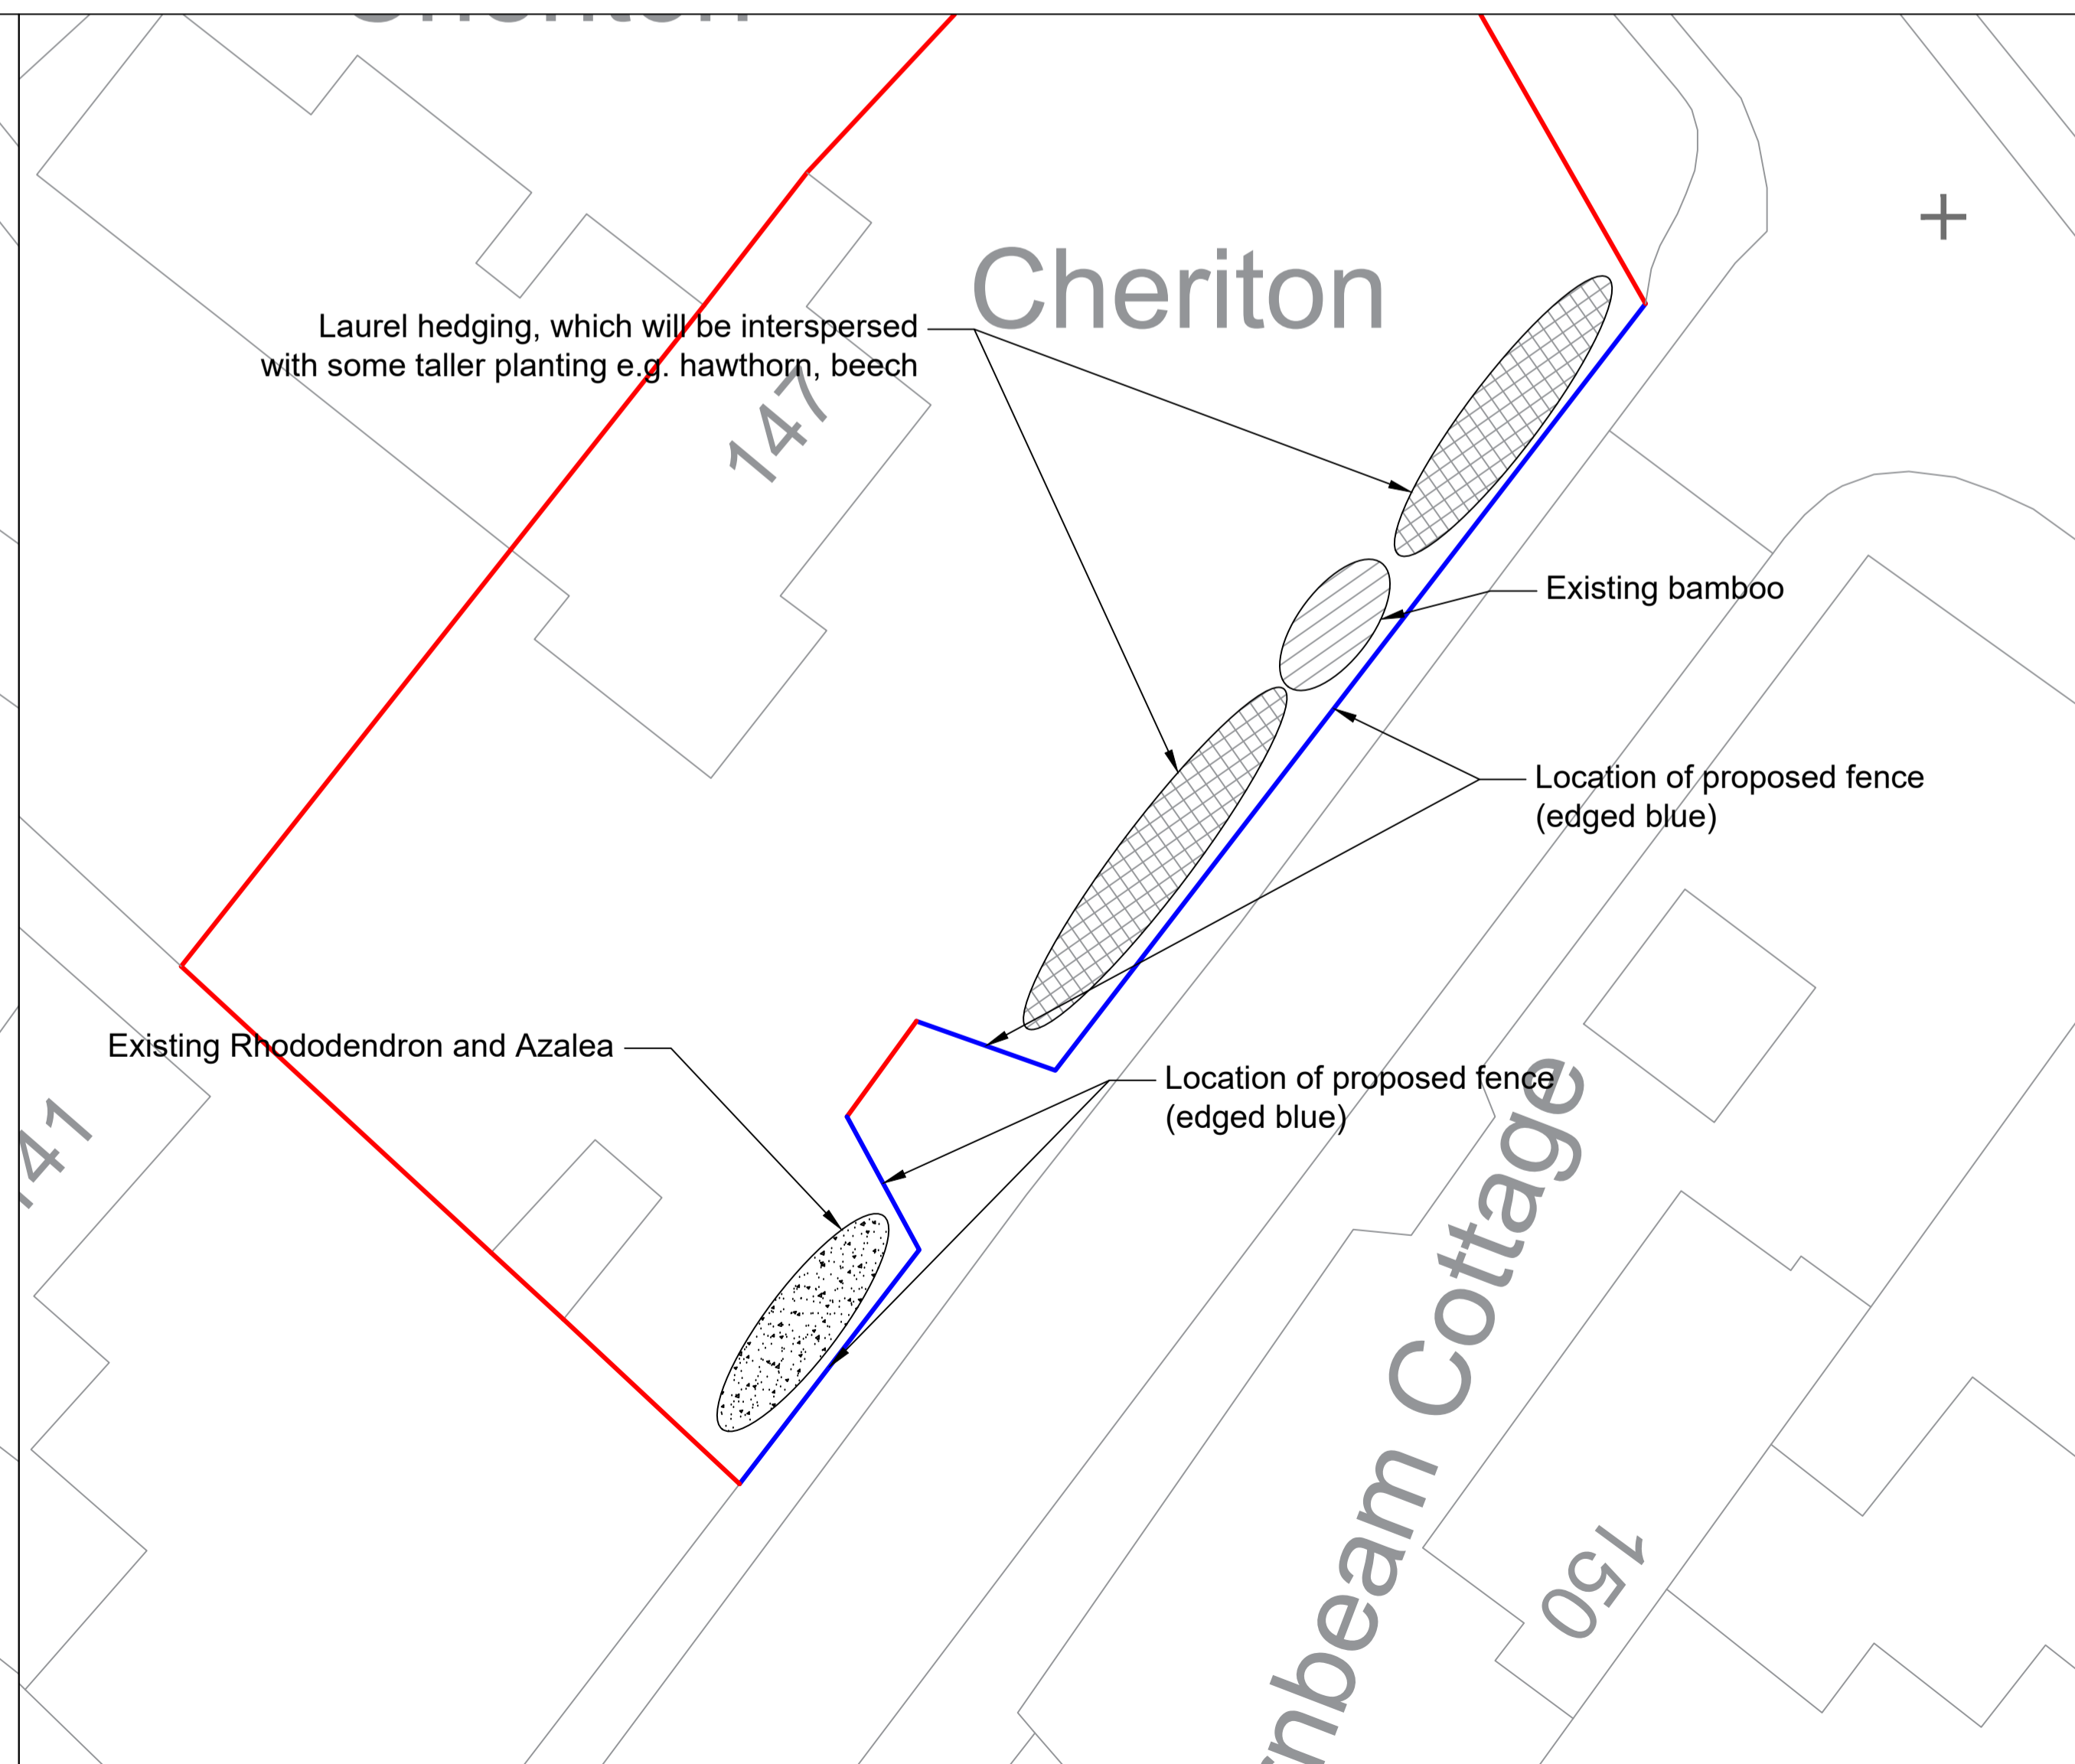 Cheriton
Laurel hedging, which will be interspersed
with some taller planting e.g. hawthorn, beech
147
Existing bamboo
Location of proposed fence
(edged blue)
Existing Rhododendron and Azalea
Location of proposed fence
(edged blue)
41
Cottage
150